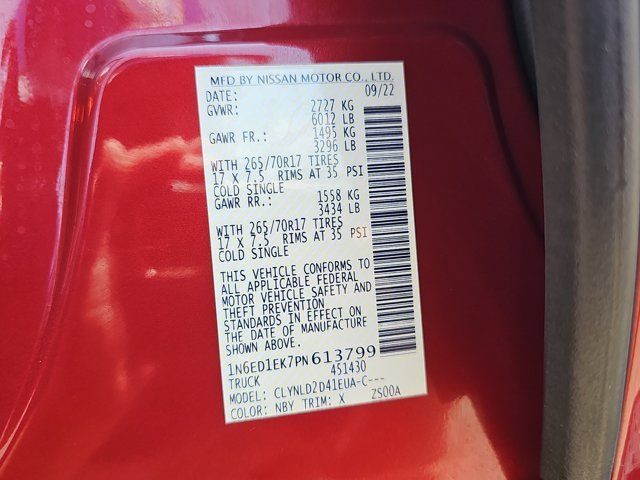 MFD BY NISSAN MOTOR CO., LTD.
DATE: 09/22
GVWR: 2727 KG
6012 LB
GAWR FR.: 1495 KG
3296 LB
WITH 265/70R17 TIRES
17 X 7.5 RIMS AT 35 PSI
COLD SINGLE
GAWR RR.: 1558 KG
3434 LB
WITH 265/70R17 TIRES
17 X 7.5 RIMS AT 35 PSI
COLD SINGLE
THIS VEHICLE CONFORMS TO
ALL APPLICABLE FEDERAL
MOTOR VEHICLE SAFETY AND
THEFT PREVENTION
STANDARDS IN EFFECT ON
THE DATE OF MANUFACTURE
SHOWN ABOVE.
1N6ED1EK7PN613799
TRUCK 451430
MODEL: CLYNLD2D41EUA-C---
COLOR: NBY TRIM: X ZS00A